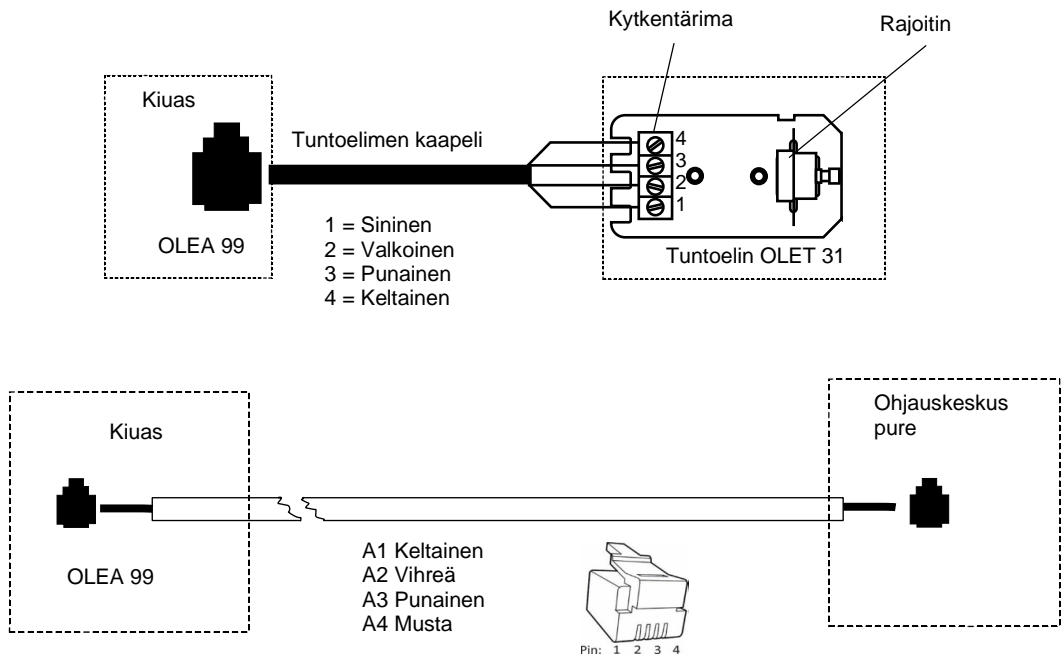 Kytkentärima
Rajoitin
Kiuas
Tuntoelimen kaapeli
4
3
2
1
OLEA 99
1 = Sininen
2 = Valkoinen
3 = Punainen
4 = Keltainen
Tuntoelin OLET 31
Kiuas
Ohjauskeskus
pure
OLEA 99
A1 Keltainen
A2 Vihreä
A3 Punainen
A4 Musta
Pin: 1 2 3 4